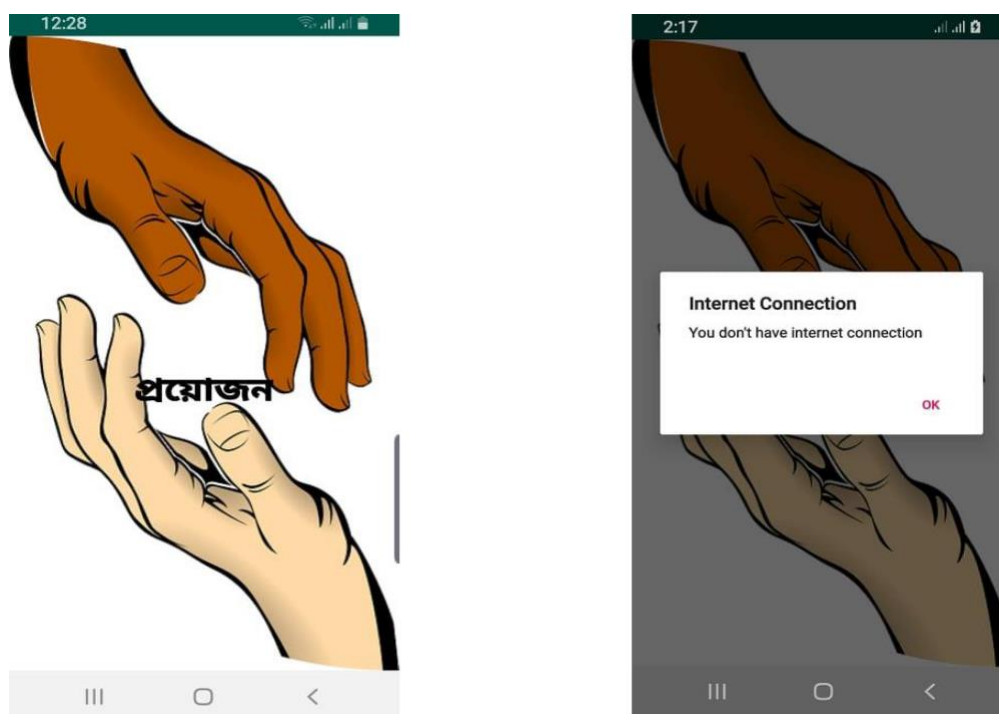 12:28
প্রয়োজন
2:17
Internet Connection
You don't have internet connection
OK